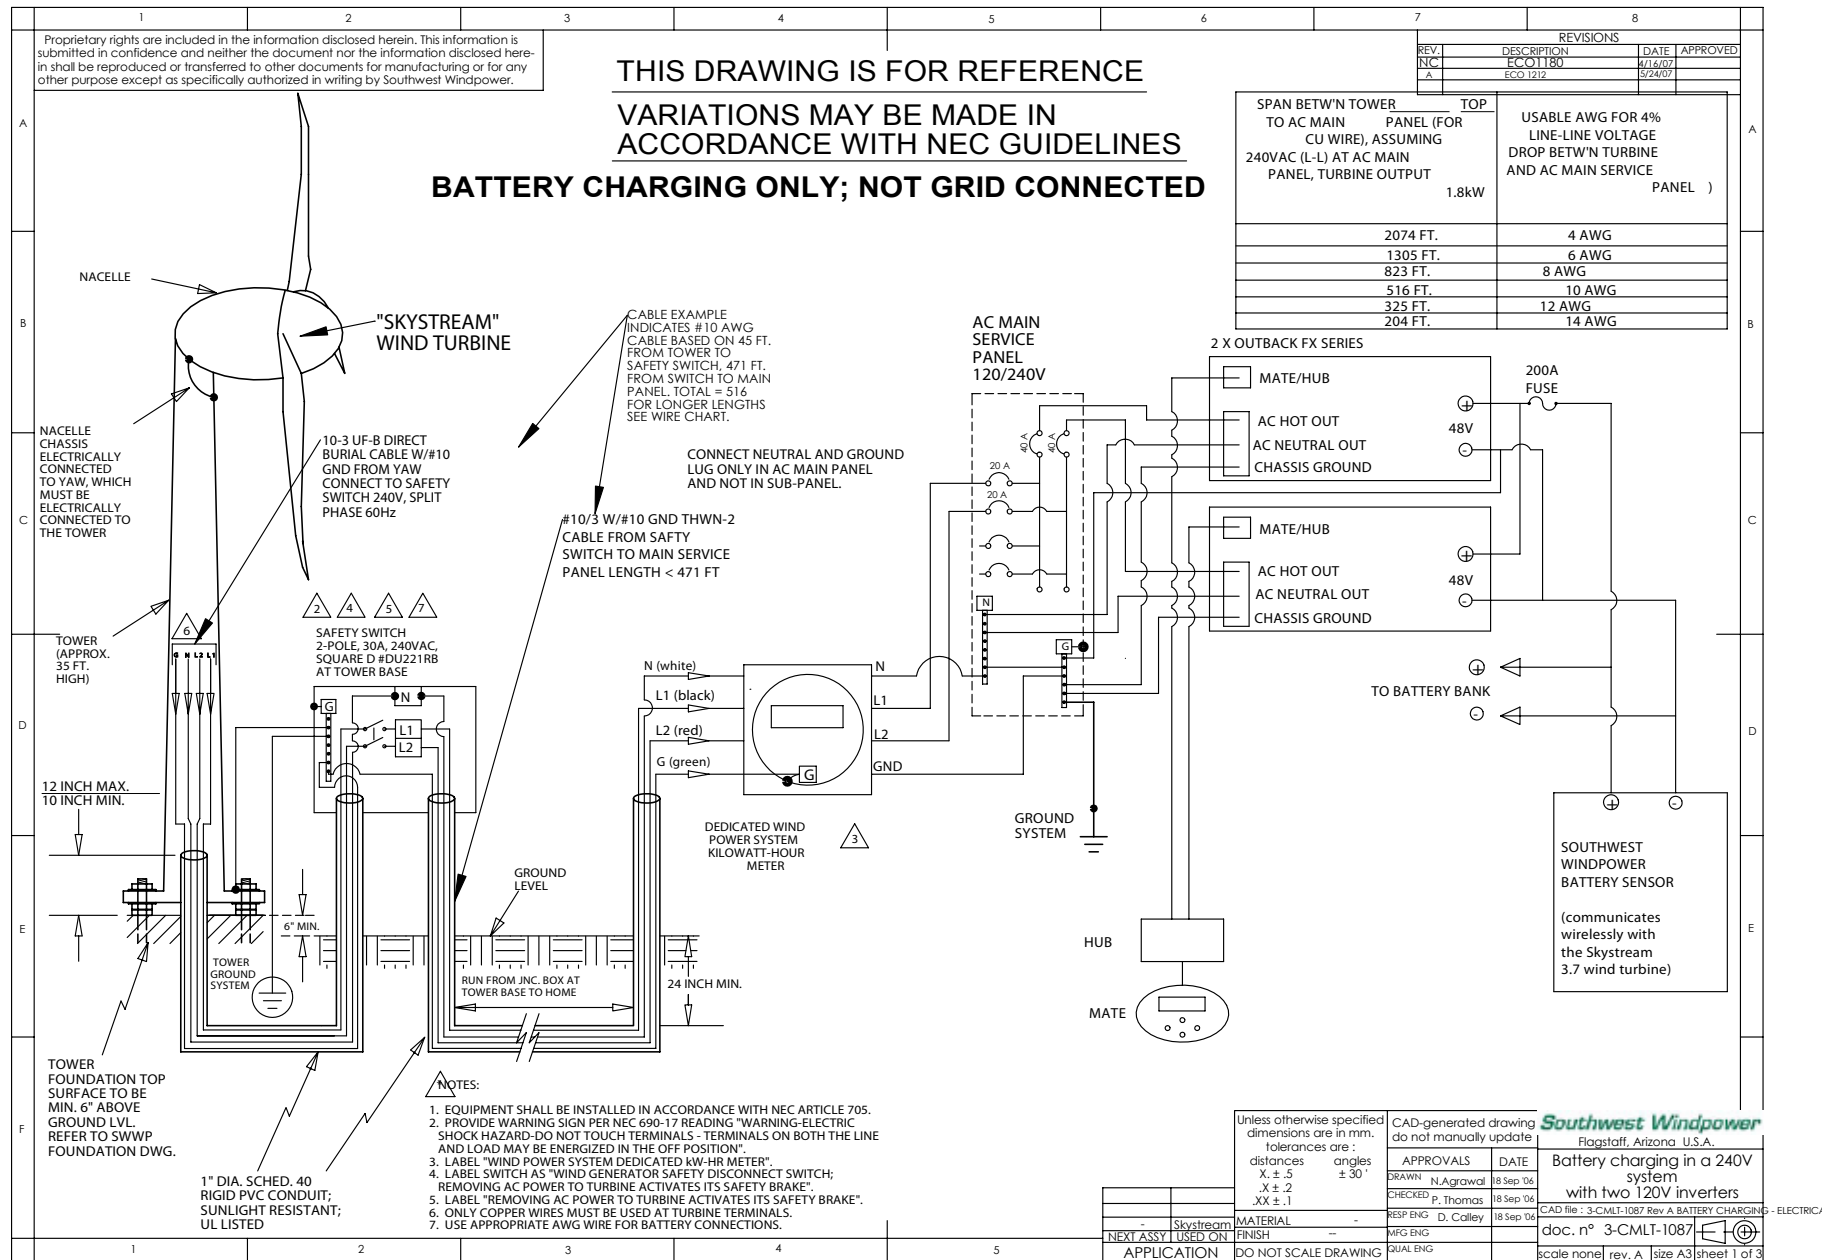 1 2 3 4 5 6 7 8
A
B
C
D
E
F
Proprietary rights are included in the information disclosed herein. This information is
submitted in confidence and neither the document nor the information disclosed here-
in shall be reproduced or transferred to other documents for manufacturing or for any
other purpose except as specifically authorized in writing by Southwest Windpower.
THIS DRAWING IS FOR REFERENCE
VARIATIONS MAY BE MADE IN
ACCORDANCE WITH NEC GUIDELINES
BATTERY CHARGING ONLY; NOT GRID CONNECTED
REVISIONS
REV. DESCRIPTION DATE APPROVED
NC ECO1180 4/16/07
A ECO 1212 5/24/07
SPAN BETW'N TOWER TOP
TO AC MAIN PANEL (FOR
CU WIRE), ASSUMING
240VAC (L-L) AT AC MAIN
PANEL, TURBINE OUTPUT
1.8kW
USABLE AWG FOR 4%
LINE-LINE VOLTAGE
DROP BETW'N TURBINE
AND AC MAIN SERVICE
PANEL )
2074 FT. 4 AWG
1305 FT. 6 AWG
823 FT. 8 AWG
516 FT. 10 AWG
325 FT. 12 AWG
204 FT. 14 AWG
NACELLE
"SKYSTREAM"
WIND TURBINE
CABLE EXAMPLE
INDICATES #10 AWG
CABLE BASED ON 45 FT.
FROM TOWER TO
SAFETY SWITCH, 471 FT.
FROM SWITCH TO MAIN
PANEL. TOTAL = 516
FOR LONGER LENGTHS
SEE WIRE CHART.
NACELLE
CHASSIS
ELECTRICALLY
CONNECTED
TO YAW, WHICH
MUST BE
ELECTRICALLY
CONNECTED TO
THE TOWER
10-3 UF-B DIRECT
BURIAL CABLE W/#10
GND FROM YAW
CONNECT TO SAFETY
SWITCH 240V, SPLIT
PHASE 60Hz
CONNECT NEUTRAL AND GROUND
LUG ONLY IN AC MAIN PANEL
AND NOT IN SUB-PANEL.
#10/3 W/#10 GND THWN-2
CABLE FROM SAFTY
SWITCH TO MAIN SERVICE
PANEL LENGTH < 471 FT
AC MAIN
SERVICE
PANEL
120/240V
40 A
40 A
20 A
20 A
N
G
2 X OUTBACK FX SERIES
MATE/HUB
AC HOT OUT
AC NEUTRAL OUT
CHASSIS GROUND
+
48V
-
200A
FUSE
MATE/HUB
AC HOT OUT
AC NEUTRAL OUT
CHASSIS GROUND
+
48V
-
+
TO BATTERY BANK
-
2 4 5 7
SAFETY SWITCH
2-POLE, 30A, 240VAC,
SQUARE D #DU221RB
AT TOWER BASE
6
G N L2 L1
TOWER
(APPROX.
35 FT.
HIGH)
G
N
L1
L2
N (white)
L1 (black)
L2 (red)
G (green)
N
L1
L2
GND
G
DEDICATED WIND
POWER SYSTEM
KILOWATT-HOUR
METER
3
GROUND
SYSTEM
12 INCH MAX.
10 INCH MIN.
6" MIN.
GROUND
LEVEL
TOWER
GROUND
SYSTEM
RUN FROM JNC. BOX AT
TOWER BASE TO HOME
24 INCH MIN.
HUB
MATE
+ -
SOUTHWEST
WINDPOWER
BATTERY SENSOR
(communicates
wirelessly with
the Skystream
3.7 wind turbine)
TOWER
FOUNDATION TOP
SURFACE TO BE
MIN. 6" ABOVE
GROUND LVL.
REFER TO SWWP
FOUNDATION DWG.
1" DIA. SCHED. 40
RIGID PVC CONDUIT;
SUNLIGHT RESISTANT;
UL LISTED
NOTES:
1. EQUIPMENT SHALL BE INSTALLED IN ACCORDANCE WITH NEC ARTICLE 705.
2. PROVIDE WARNING SIGN PER NEC 690-17 READING "WARNING-ELECTRIC
SHOCK HAZARD-DO NOT TOUCH TERMINALS - TERMINALS ON BOTH THE LINE
AND LOAD MAY BE ENERGIZED IN THE OFF POSITION".
3. LABEL "WIND POWER SYSTEM DEDICATED kW-HR METER".
4. LABEL SWITCH AS "WIND GENERATOR SAFETY DISCONNECT SWITCH;
REMOVING AC POWER TO TURBINE ACTIVATES ITS SAFETY BRAKE".
5. LABEL "REMOVING AC POWER TO TURBINE ACTIVATES ITS SAFETY BRAKE".
6. ONLY COPPER WIRES MUST BE USED AT TURBINE TERMINALS.
7. USE APPROPRIATE AWG WIRE FOR BATTERY CONNECTIONS.
- Skystream
NEXT ASSY USED ON
APPLICATION
Unless otherwise specified
dimensions are in mm.
tolerances are :
distances angles
X. ± .5 ± 30 '
.X ± .2
.XX ± .1
MATERIAL -
FINISH --
DO NOT SCALE DRAWING
CAD-generated drawing
do not manually update
APPROVALS DATE
DRAWN N.Agrawal 18 Sep '06
CHECKED P. Thomas 18 Sep '06
RESP ENG D. Calley 18 Sep '06
MFG ENG
QUAL ENG
Southwest Windpower
Flagstaff, Arizona U.S.A.
Battery charging in a 240V
system
with two 120V inverters
CAD file : 3-CMLT-1087 Rev A BATTERY CHARGING - ELECTRICA
doc. n° 3-CMLT-1087
scale none rev. A size A3 sheet 1 of 3
A
B
C
D
E
1 2 3 4 5